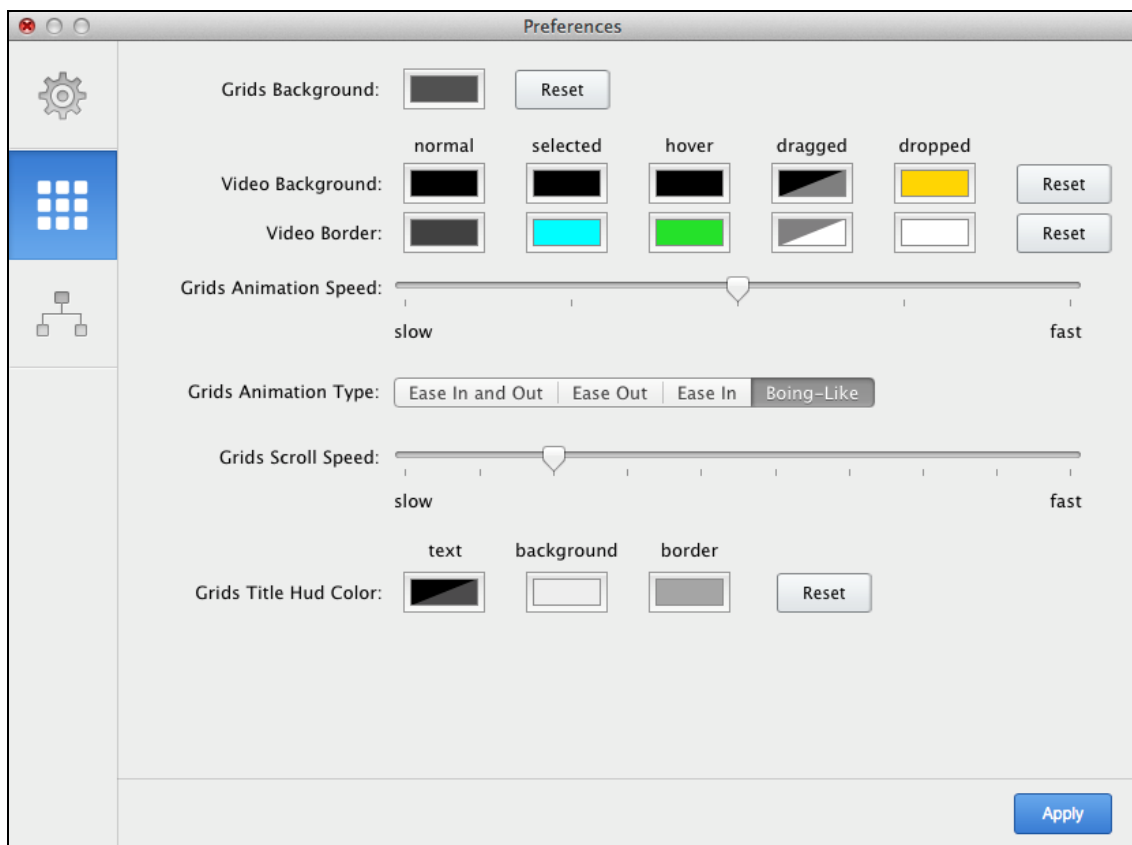 Preferences
Grids Background: Reset
normal selected hover dragged dropped
Video Background: Reset
Video Border: Reset
Grids Animation Speed:
slow fast
Grids Animation Type: Ease In and Out Ease Out Ease In Boing-Like
Grids Scroll Speed:
slow fast
text background border
Grids Title Hud Color: Reset
Apply